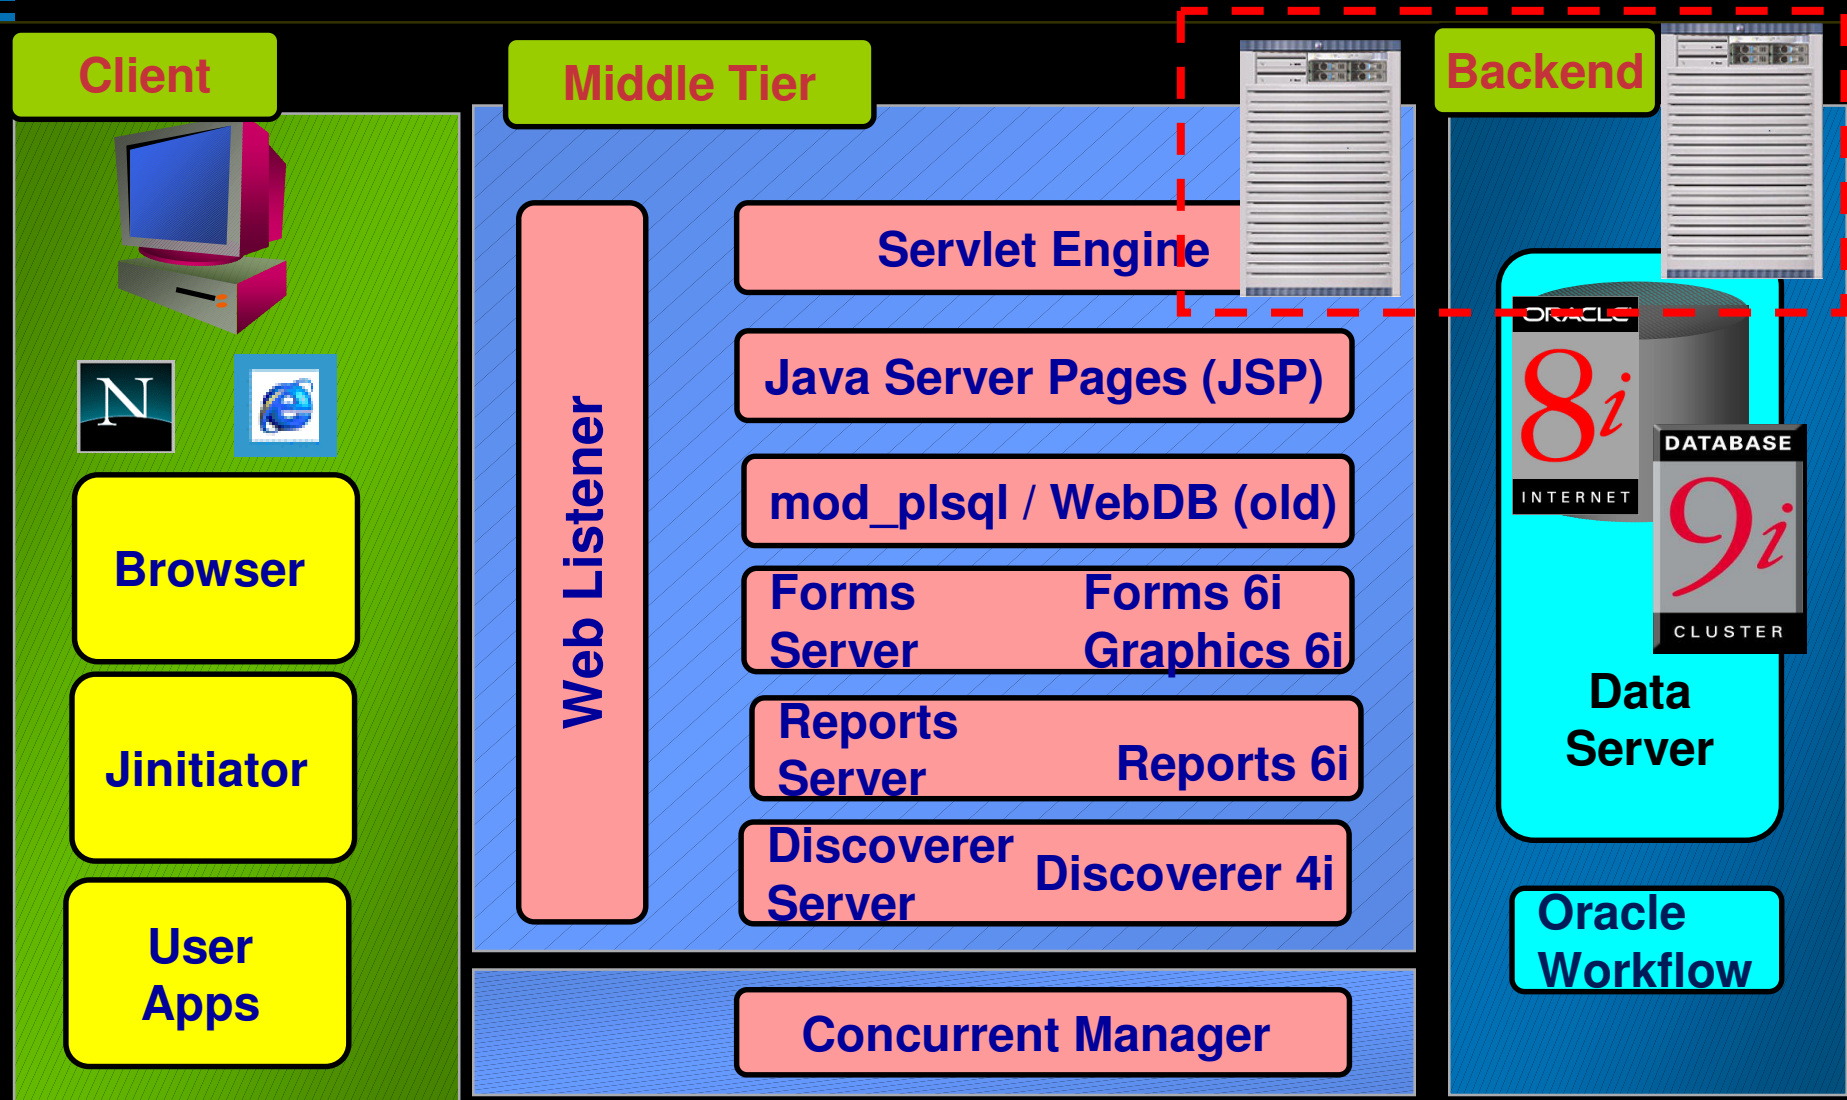 Client
Middle Tier
Backend
N
e
Browser
Jinitiator
User
Apps
Web Listener
Servlet Engine
Java Server Pages (JSP)
mod_plsql / WebDB (old)
Forms
Server
Forms 6i
Graphics 6i
Reports
Server
Reports 6i
Discoverer
Server
Discoverer 4i
Concurrent Manager
ORACLE
8i
INTERNET
DATABASE
9i
CLUSTER
Data
Server
Oracle
Workflow